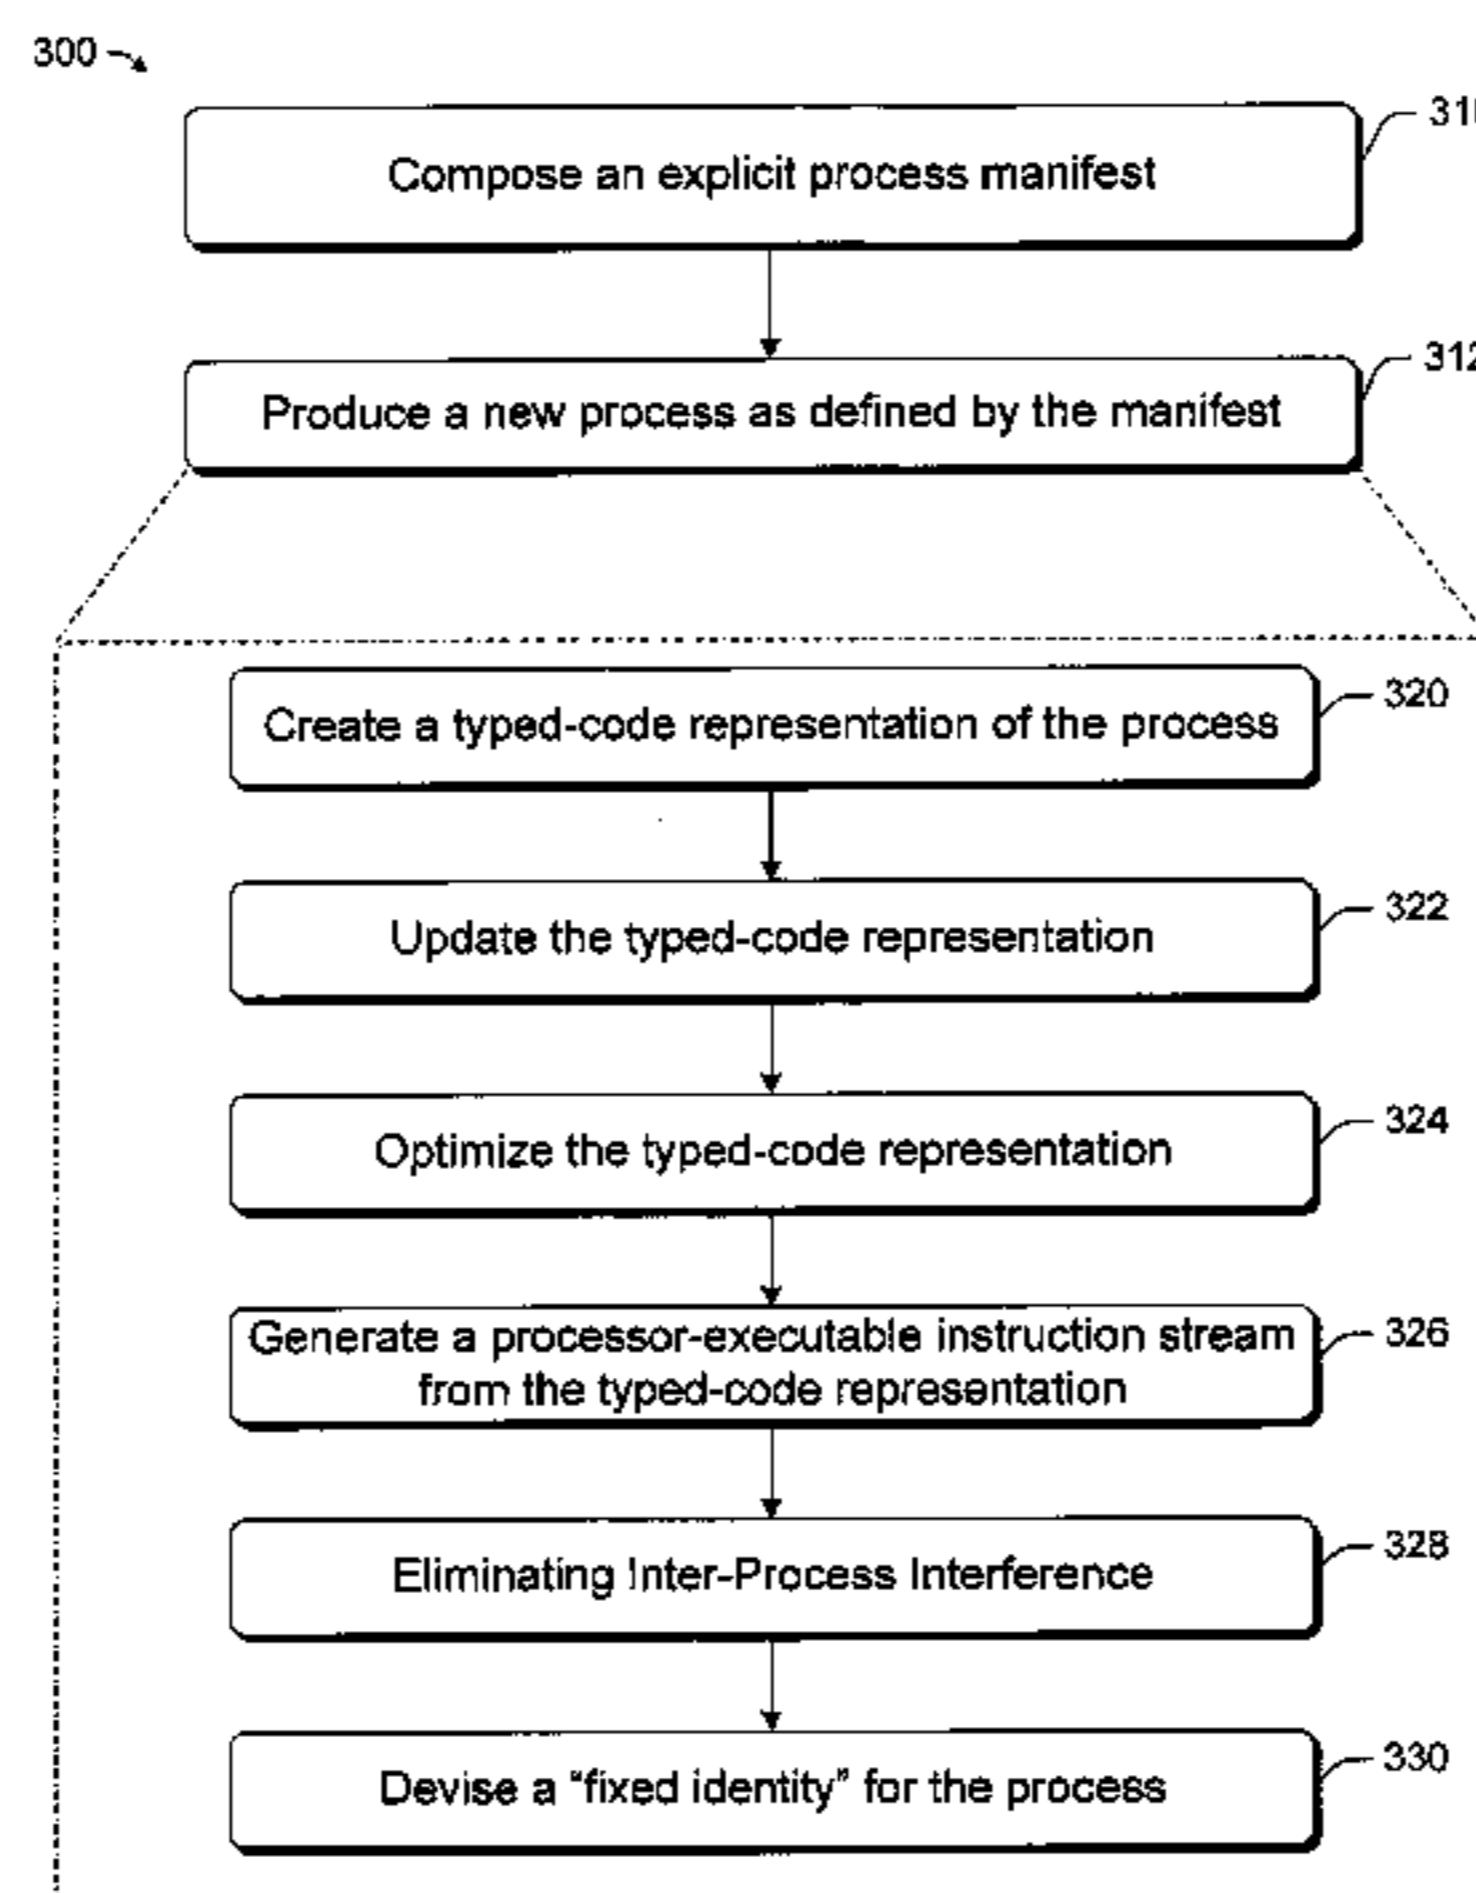 300
310
Compose an explicit process manifest
312
Produce a new process as defined by the manifest
320
Create a typed-code representation of the process
322
Update the typed-code representation
324
Optimize the typed-code representation
326
Generate a processor-executable instruction stream
from the typed-code representation
328
Eliminating Inter-Process Interference
330
Devise a “fixed identity” for the process